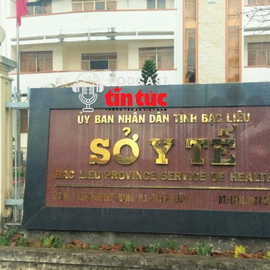 PODCAST
tin tức
ỦY BAN NHÂN DÂN TỈNH BẠC LIÊU
SỞ Y TẾ
BAC LIEU PROVINCE SERVICE OF HEALTH